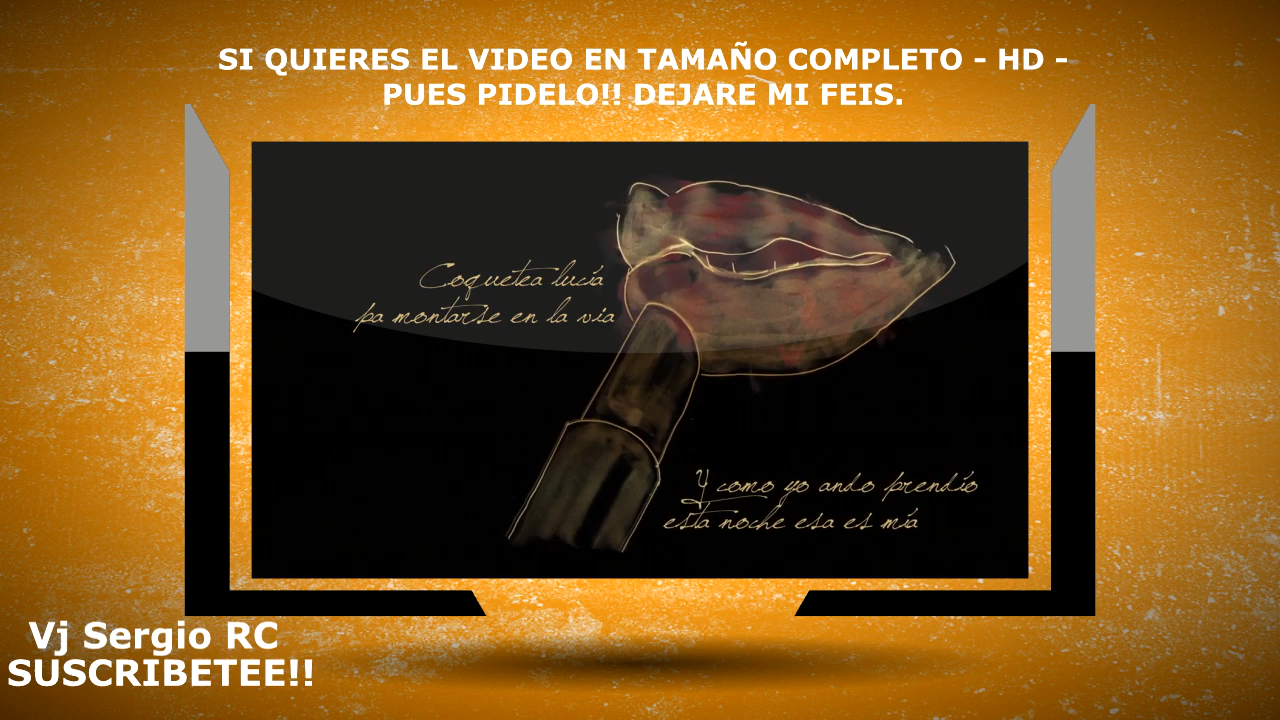 SI QUIERES EL VIDEO EN TAMAÑO COMPLETO - HD -
PUES PIDELO!! DEJARE MI FEIS.
Coquetea lucía
pa montarse en la vía
Y como yo ando prendío
esta noche esa es mía
Vj Sergio RC
SUSCRIBETEE!!